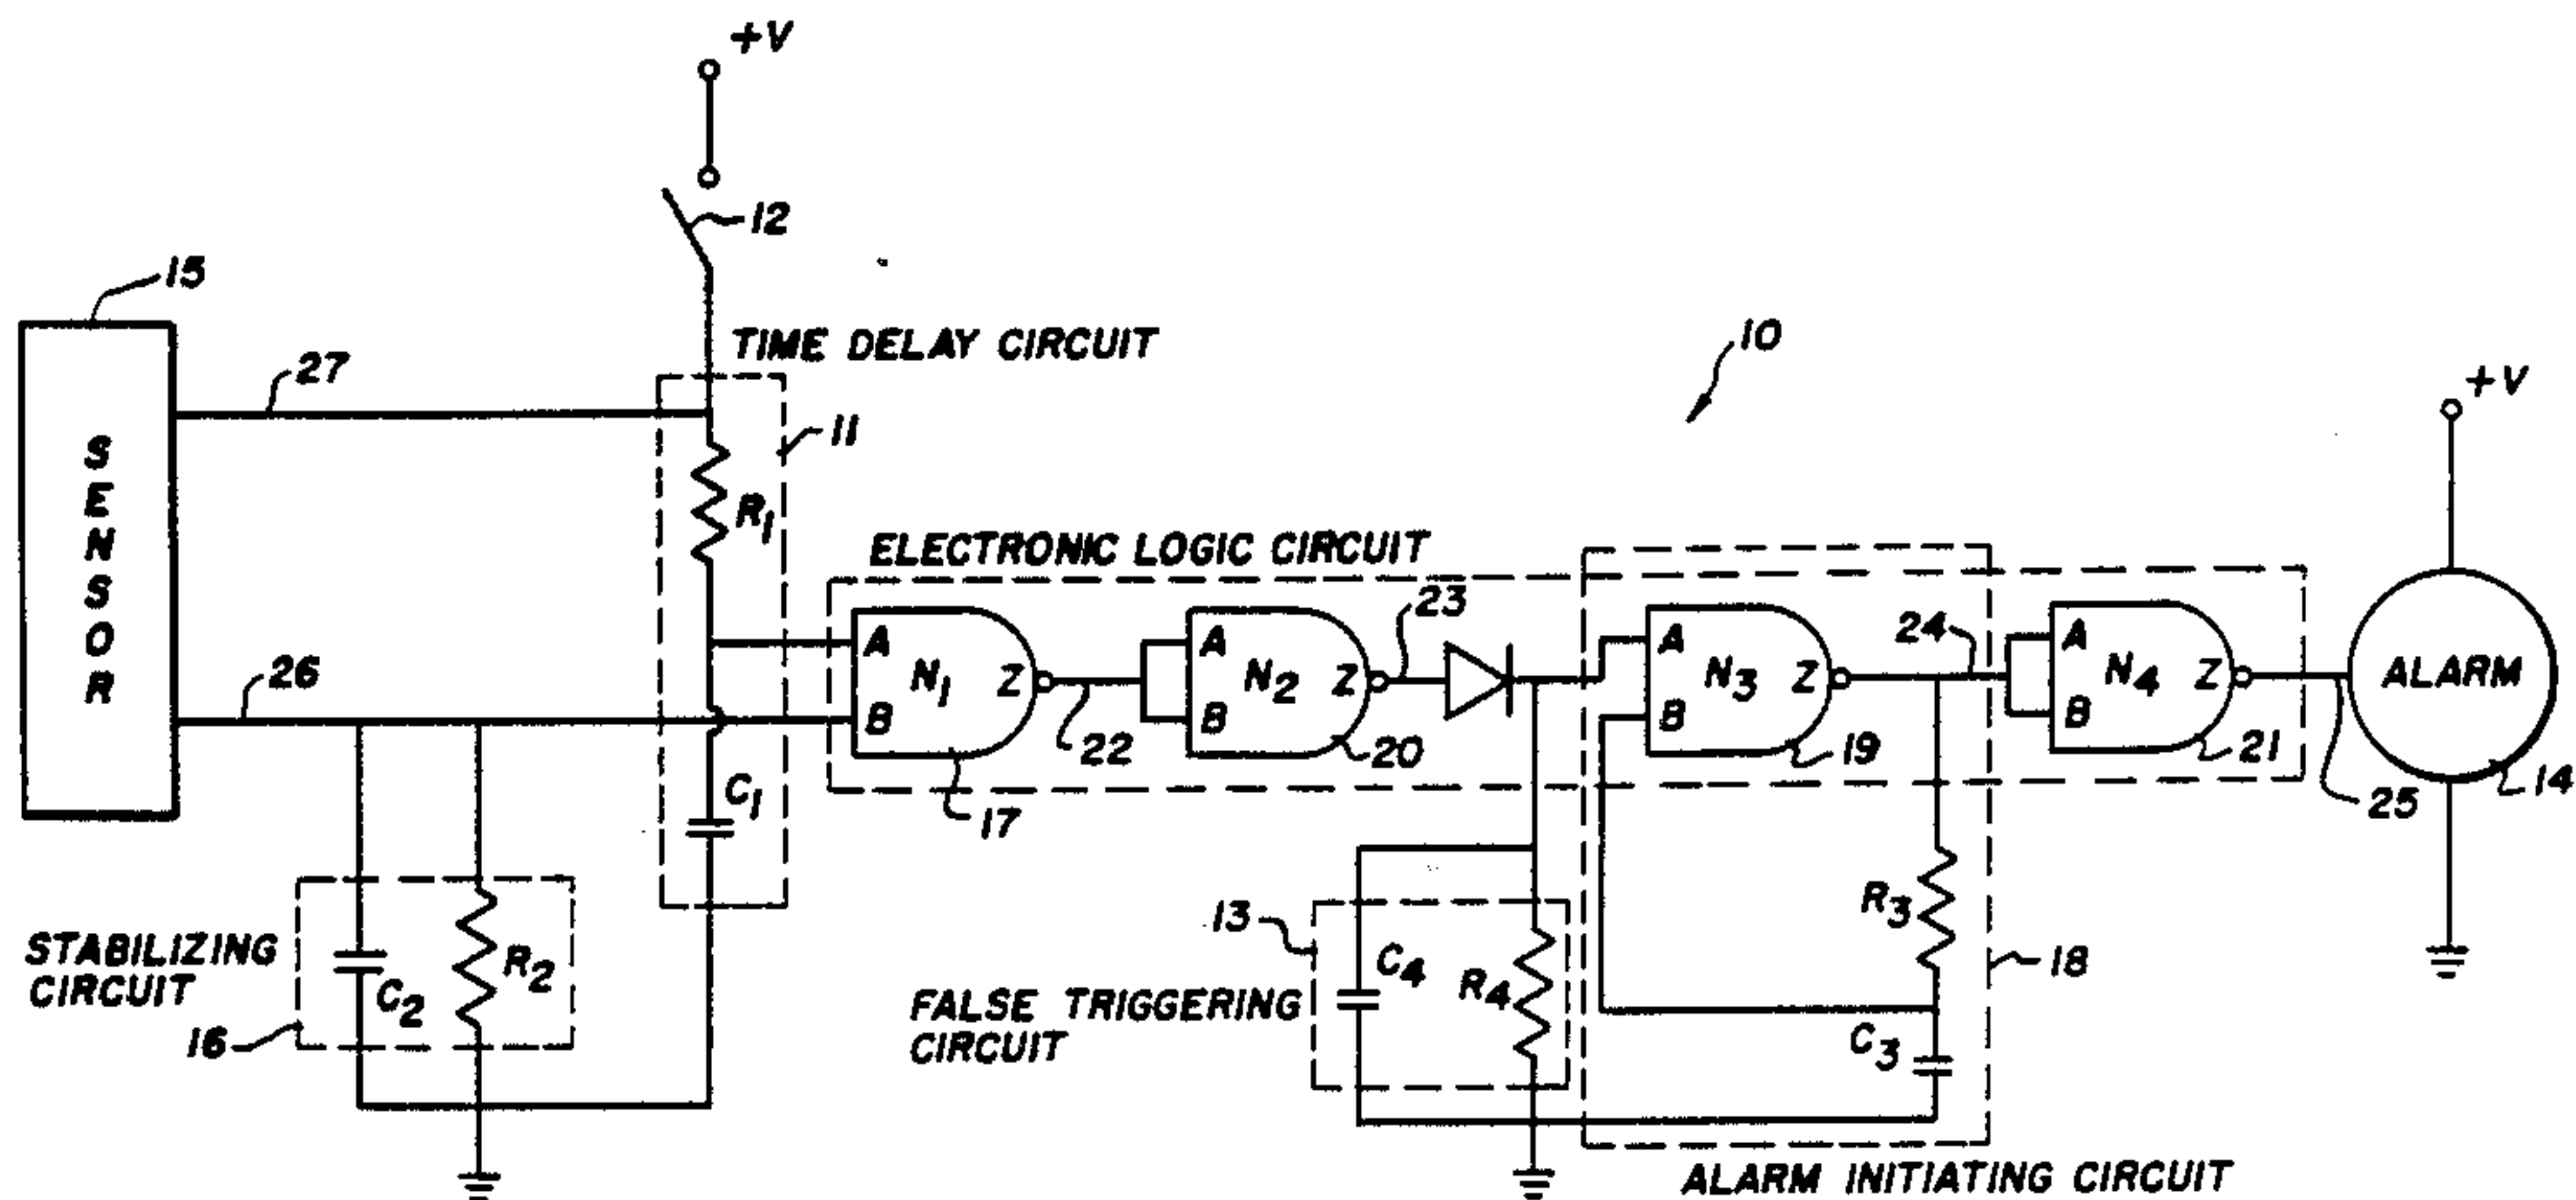 +V
12
15
TIME DELAY CIRCUIT
10
27
+V
11
SENSOR
R1
ELECTRONIC LOGIC CIRCUIT
23
A
B
N1
Z
A
B
N2
Z
A
B
N3
Z
24
A
B
N4
Z
ALARM
26
22
20
19
21
25
14
C1
17
R3
13
18
STABILIZING
CIRCUIT
C2
R2
C4
R4
FALSE TRIGGERING
CIRCUIT
16
C3
ALARM INITIATING CIRCUIT